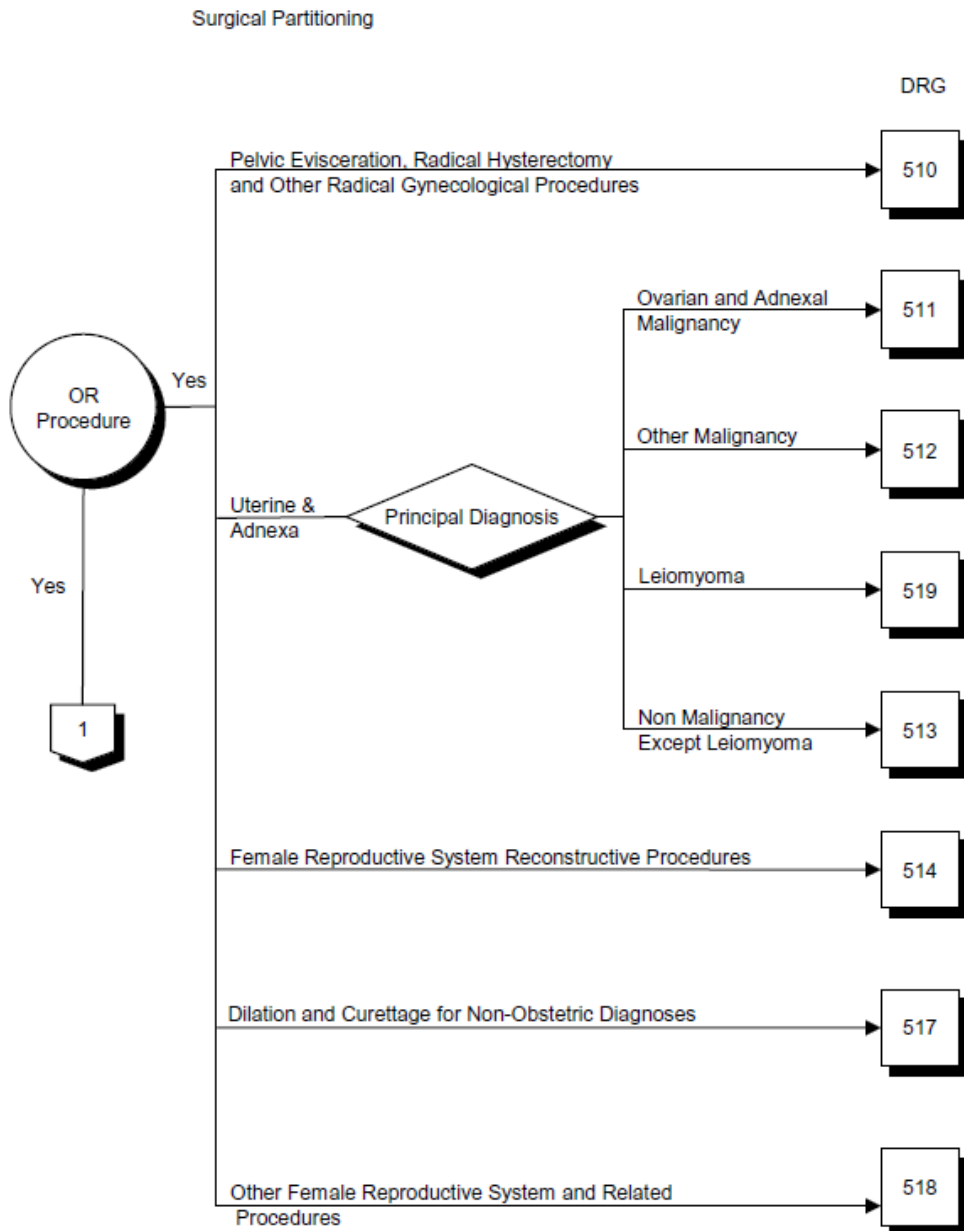 Surgical Partitioning
DRG
Pelvic Evisceration, Radical Hysterectomy
and Other Radical Gynecological Procedures
510
Ovarian and Adnexal
Malignancy
511
OR
Procedure
Yes
Other Malignancy
512
Uterine &
Adnexa
Principal Diagnosis
Yes
Leiomyoma
519
1
Non Malignancy
Except Leiomyoma
513
Female Reproductive System Reconstructive Procedures
514
Dilation and Curettage for Non-Obstetric Diagnoses
517
Other Female Reproductive System and Related
Procedures
518